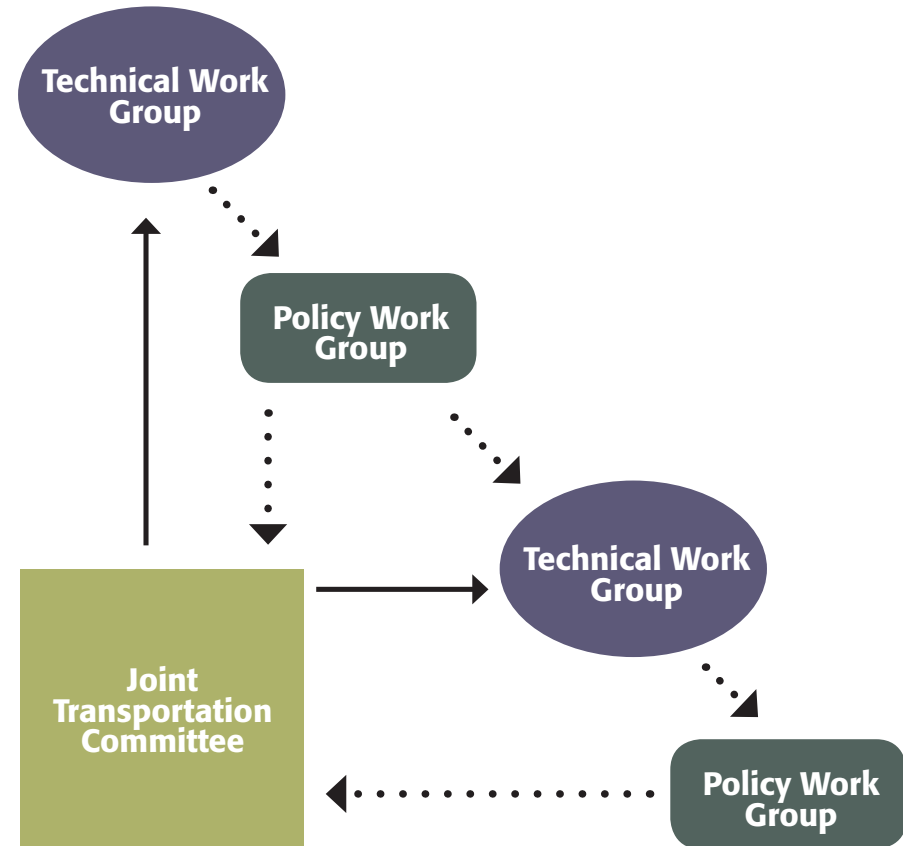 Technical Work
Group
Policy Work
Group
Technical Work
Group
Joint
Transportation
Committee
Policy Work
Group